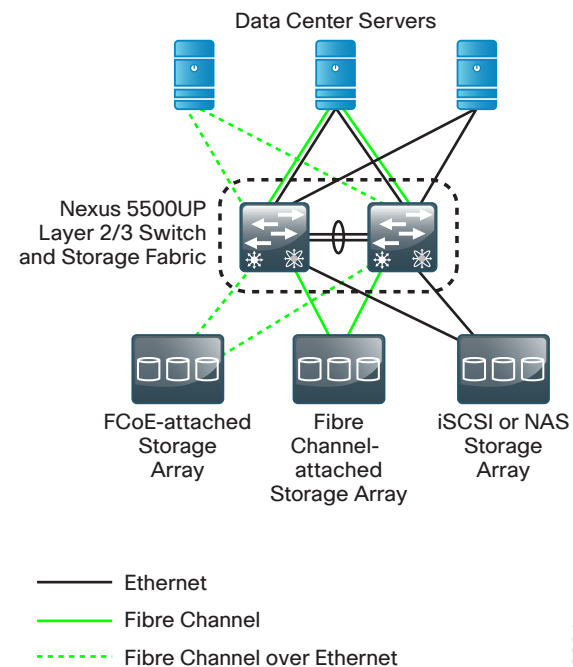 Data Center Servers
Nexus 5500UP
Layer 2/3 Switch
and Storage Fabric
FCoE-attached
Storage
Array
Fibre
Channel-
attached
Storage Array
iSCSI or NAS
Storage
Array
Ethernet
Fibre Channel
Fibre Channel over Ethernet